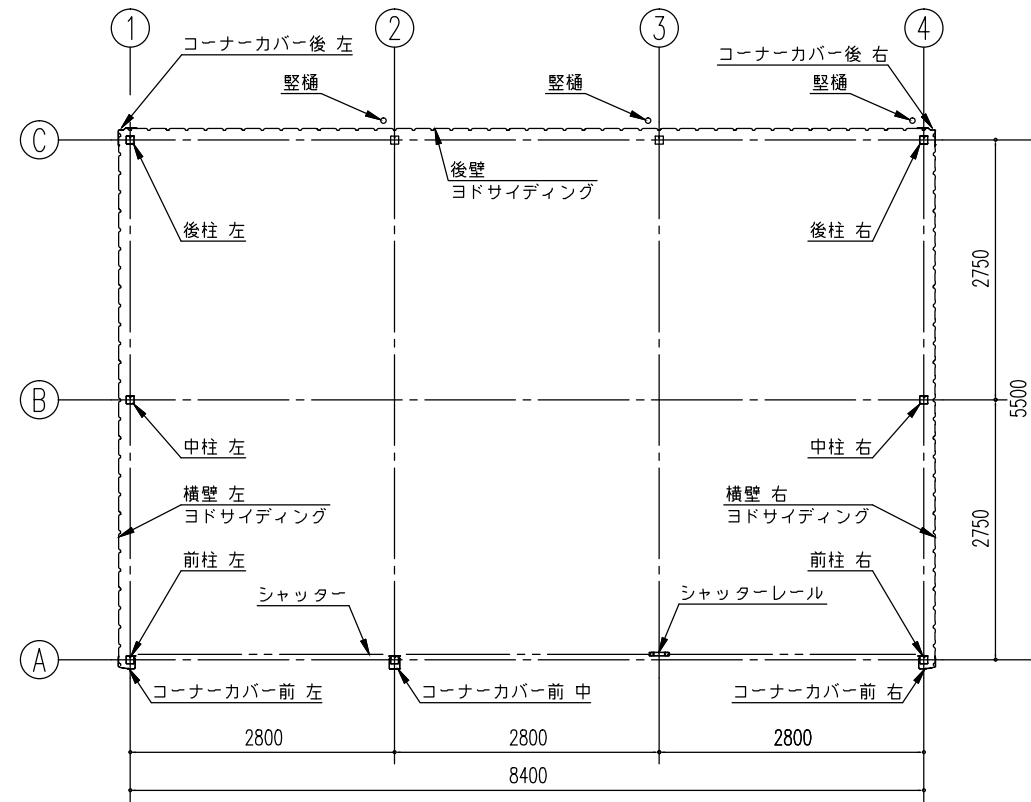 1
2
3
4
コーナーカバー後 左
コーナーカバー後 右
竪樋
竪樋
竪樋
C
後壁
ヨドサイディング
後柱 左
後柱 右
2750
B
5500
中柱 左
中柱 右
横壁 左
ヨドサイディング
横壁 右
ヨドサイディング
2750
前柱 左
前柱 右
シャッター
シャッターレール
A
コーナーカバー前 左
コーナーカバー前 中
コーナーカバー前 右
2800
2800
2800
8400